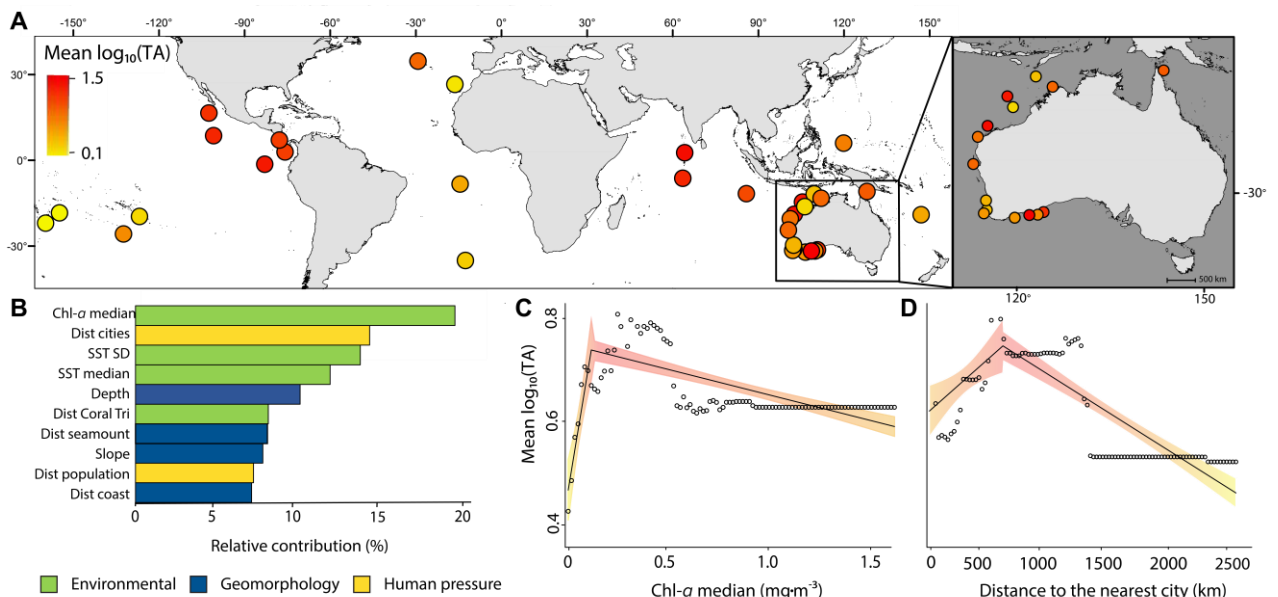 A
-150° -120° -90° -60° -30° 0° 30° 60° 90° 120° 150°
Mean log₁₀(TA)
1.5
0.1
30°
0°
-30°
-30°
500 km
120° 150°
B
Chl-a median
Dist cities
SST SD
SST median
Depth
Dist Coral Tri
Dist seamount
Slope
Dist population
Dist coast
0 5 10 15 20
Relative contribution (%)
Environmental Geomorphology Human pressure
C
Mean log₁₀(TA)
0.8
0.6
0.4
0 0.5 1.0 1.5
Chl-a median (mg·m⁻³)
D
0 500 1000 1500 2000 2500
Distance to the nearest city (km)